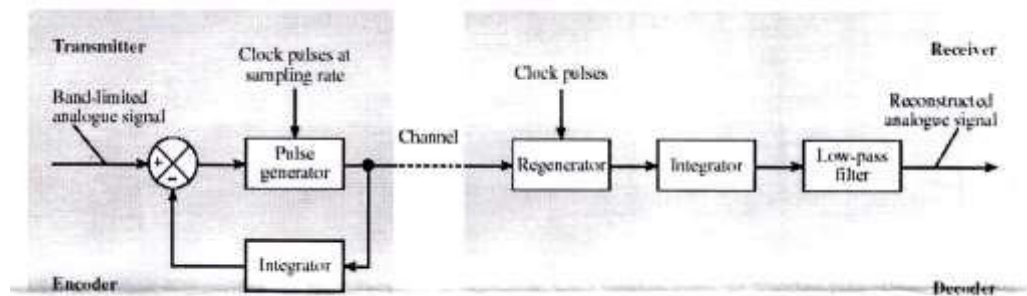 Transmitter
Receiver
Clock pulses at
sampling rate
Clock pulses
Band-limited
analogue signal
Reconstructed
analogue signal
Channel
+
−
Pulse
generator
Regenerator
Integrator
Low-pass
filter
Integrator
Encoder
Decoder